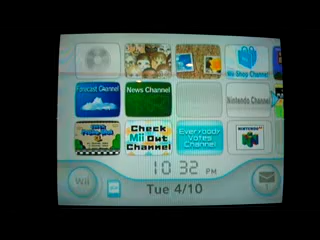 Wii Shop Channel
Forecast Channel
News Channel
Nintendo Channel
Check
Mii Out
Channel
Everybody
Votes
Channel
NINTENDO 64
10:32 PM
Wii
Tue 4/10